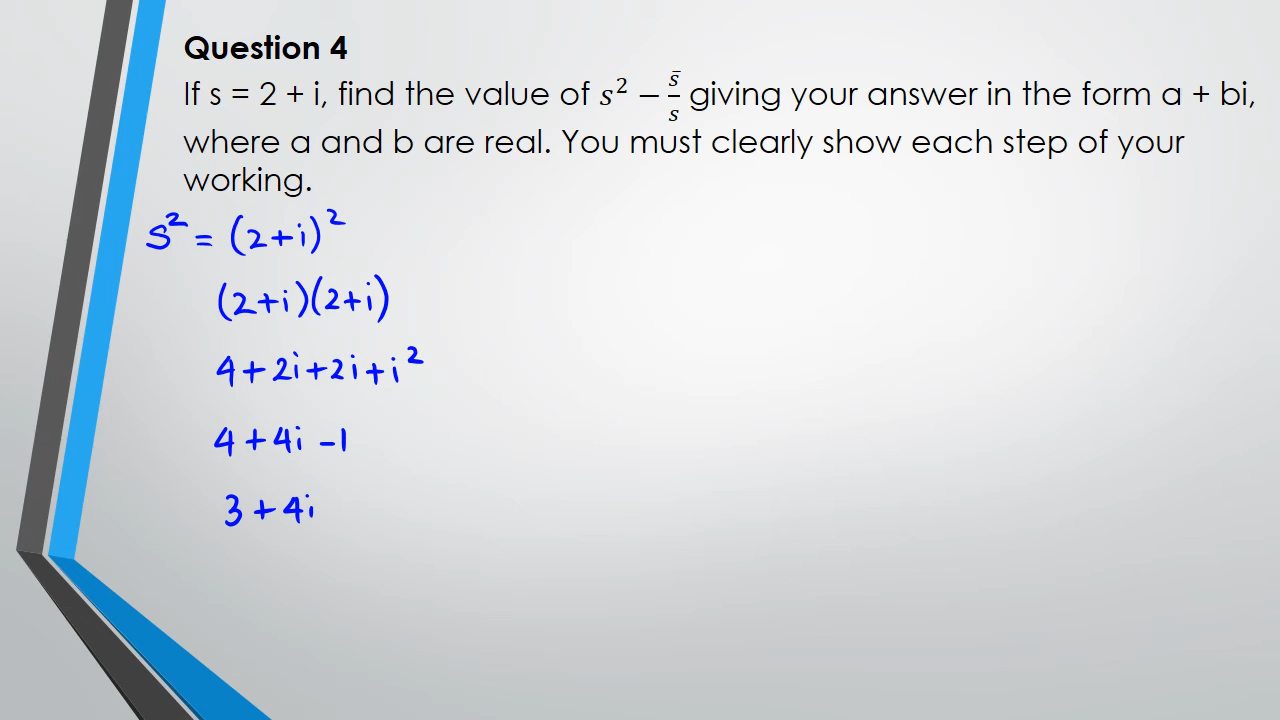 Question 4
If s = 2 + i, find the value of s² − s̄/s giving your answer in the form a + bi,
where a and b are real. You must clearly show each step of your
working.
S² = (2+i)²
(2+i)(2+i)
4+2i+2i+i²
4+4i-1
3+4i